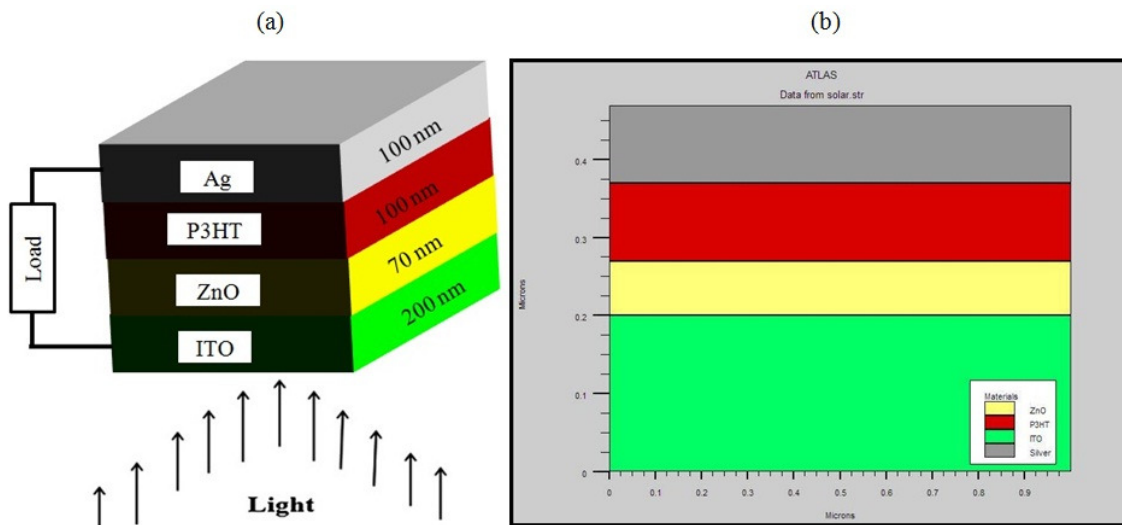 (a)
(b)
Ag
P3HT
ZnO
ITO
100 nm
100 nm
70 nm
200 nm
Load
Light
ATLAS
Data from solar.str
Microns
0.4
0.3
0.2
0.1
0
0
0.1
0.2
0.3
0.4
0.5
0.6
0.7
0.8
0.9
Microns
Materials
ZnO
P3HT
ITO
Silver